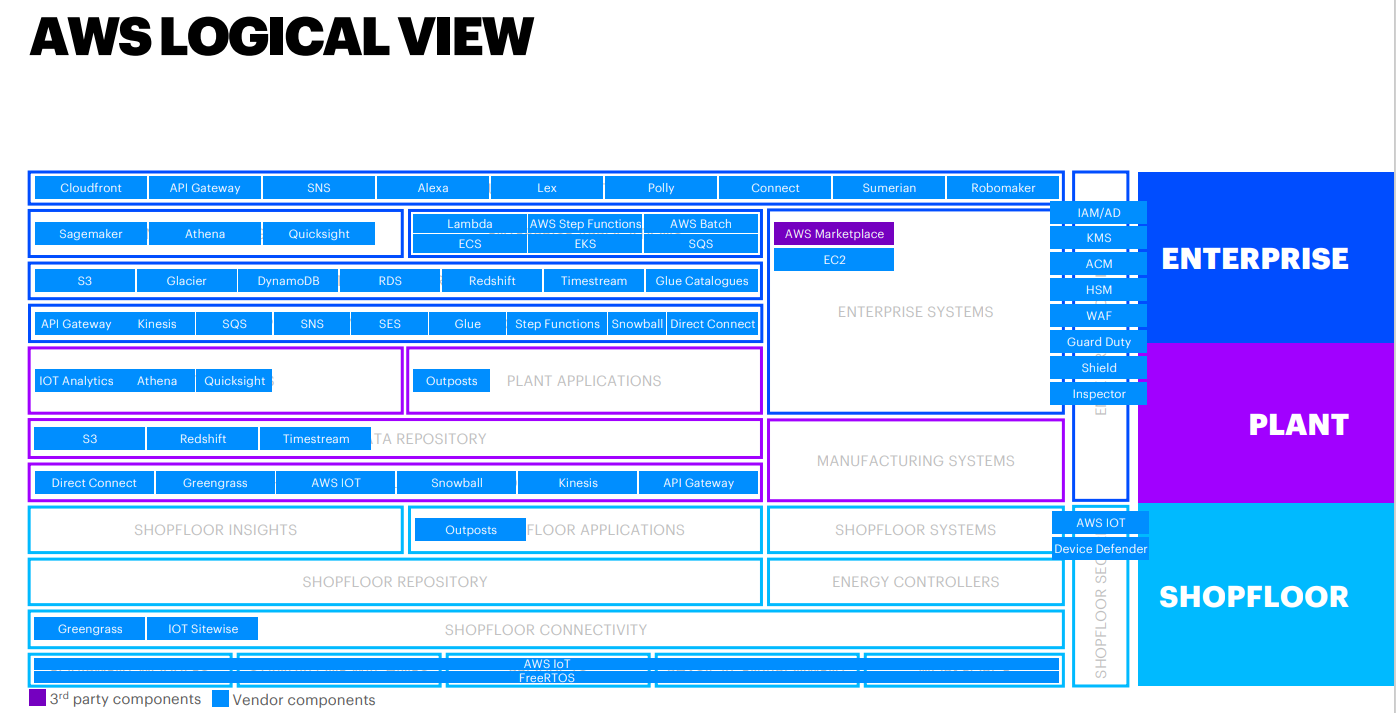 AWS LOGICAL VIEW
Cloudfront API Gateway SNS Alexa Lex Polly Connect Sumerian Robomaker
Sagemaker Athena Quicksight
Lambda AWS Step Functions AWS Batch
ECS EKS SQS
AWS Marketplace
EC2
ENTERPRISE SYSTEMS
S3 Glacier DynamoDB RDS Redshift Timestream Glue Catalogues
API Gateway Kinesis SQS SNS SES Glue Step Functions Snowball Direct Connect
IAM/AD
KMS
ACM
HSM
WAF
Guard Duty
Shield
Inspector
ENTERPRISE
IOT Analytics Athena Quicksight
Outposts PLANT APPLICATIONS
S3 Redshift Timestream TA REPOSITORY
MANUFACTURING SYSTEMS
Direct Connect Greengrass AWS IOT Snowball Kinesis API Gateway
PLANT
SHOPFLOOR INSIGHTS
Outposts FLOOR APPLICATIONS
SHOPFLOOR SYSTEMS
AWS IOT
Device Defender
SHOPFLOOR REPOSITORY
ENERGY CONTROLLERS
SHOPFLOOR SEC
SHOPFLOOR
Greengrass IOT Sitewise SHOPFLOOR CONNECTIVITY
AWS IoT
FreeRTOS
3rd party components Vendor components